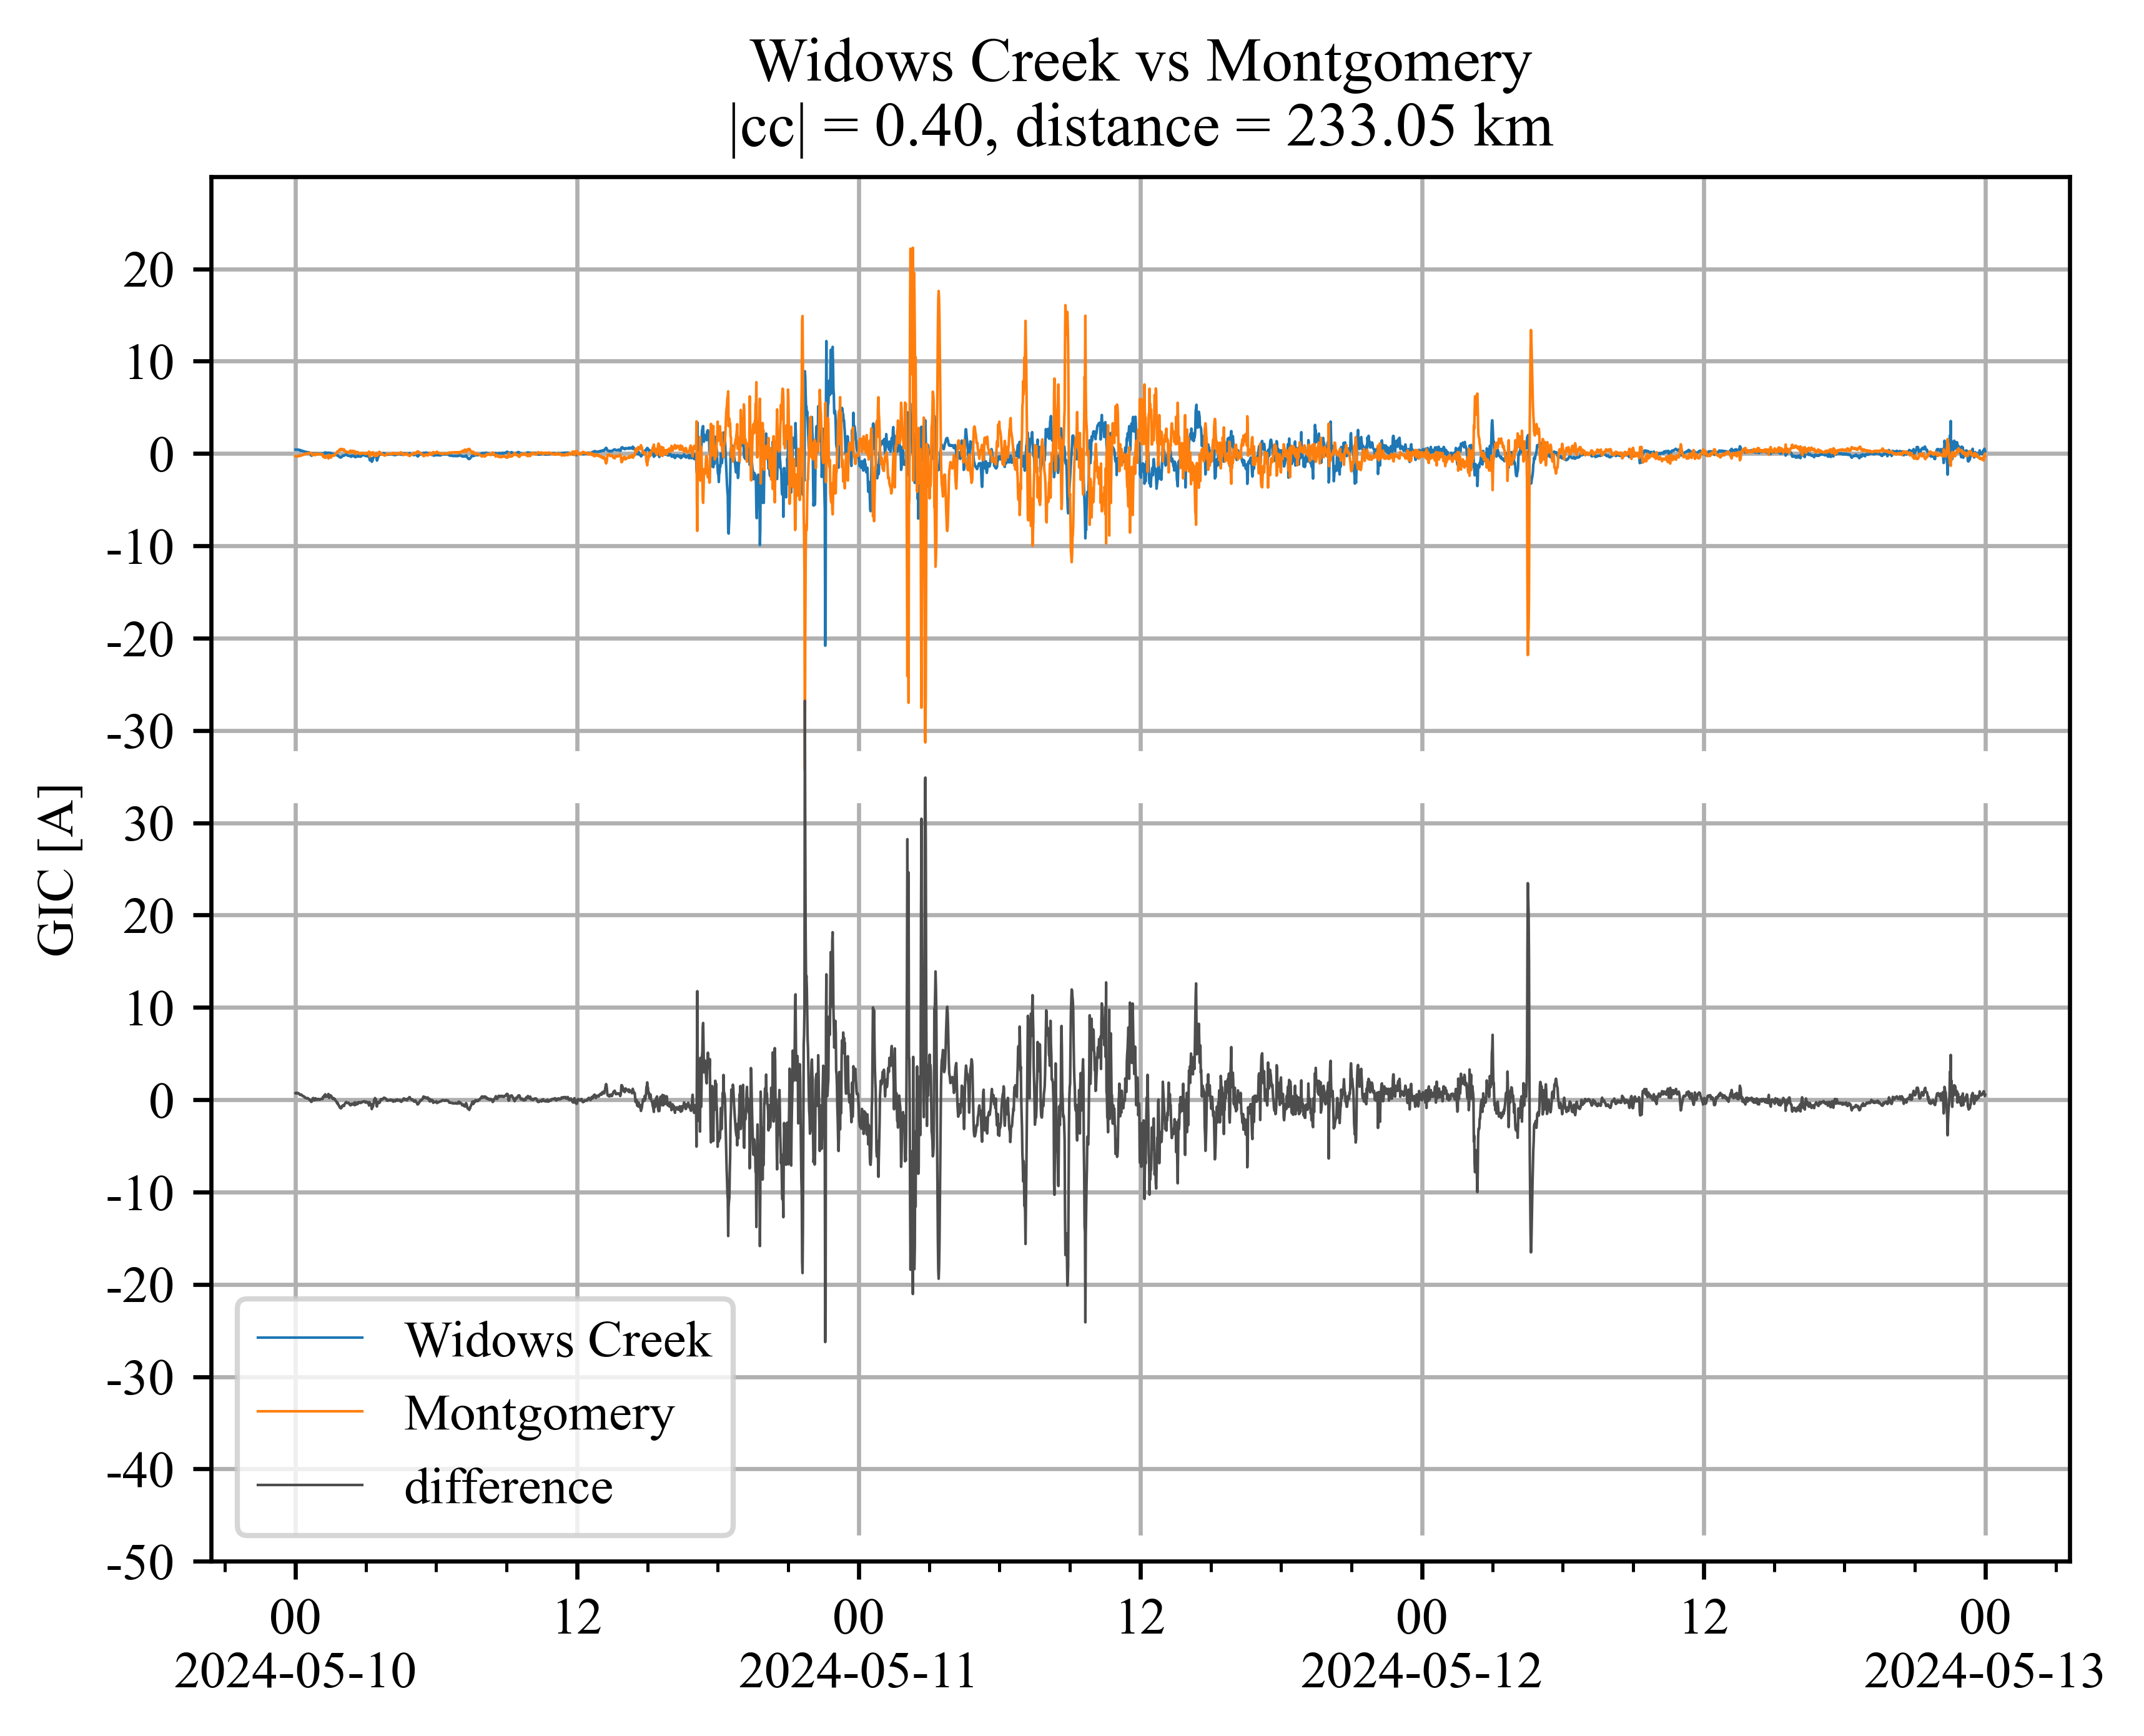 Widows Creek vs Montgomery
|cc| = 0.40, distance = 233.05 km
GIC [A]
20
10
0
-10
-20
-30
30
20
10
0
-10
-20
-30
-40
-50
Widows Creek
Montgomery
difference
00 12 00 12 00 12 00
2024-05-10 2024-05-11 2024-05-12 2024-05-13